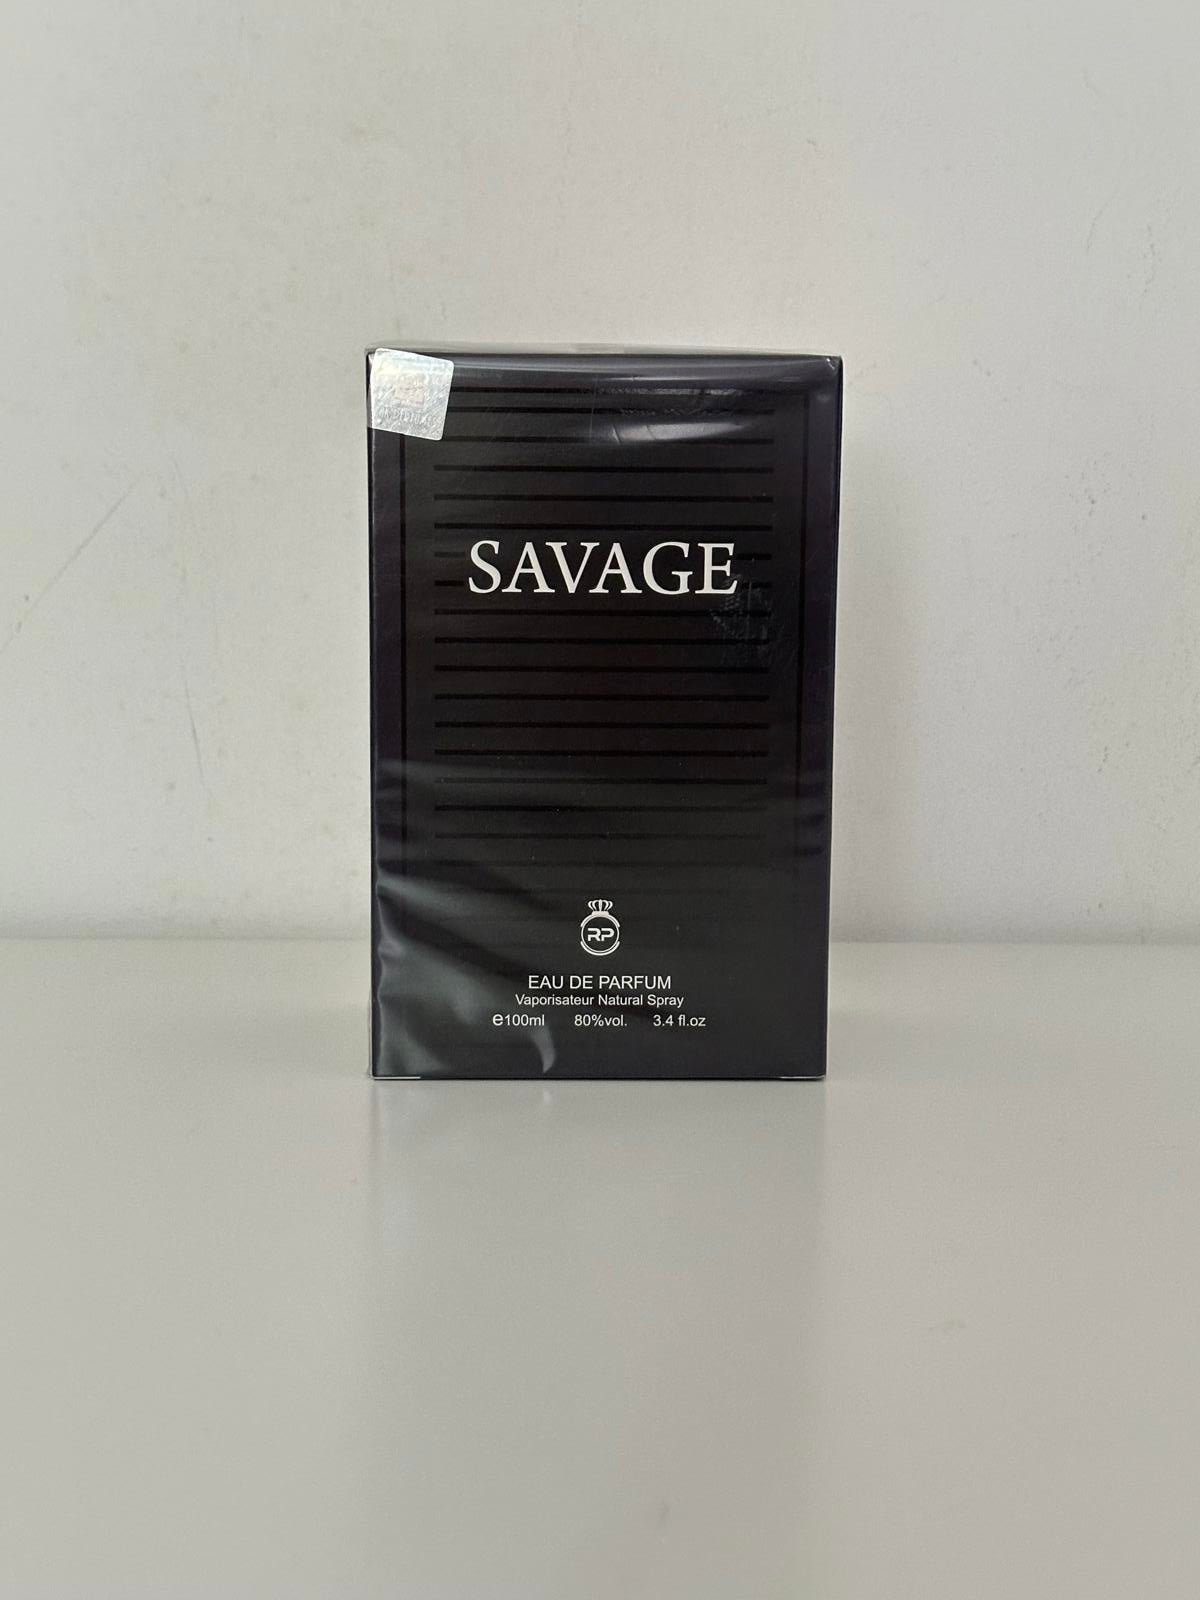 SAVAGE
RP
EAU DE PARFUM
Vaporisateur Natural Spray
e100ml 80%vol. 3.4 fl.oz